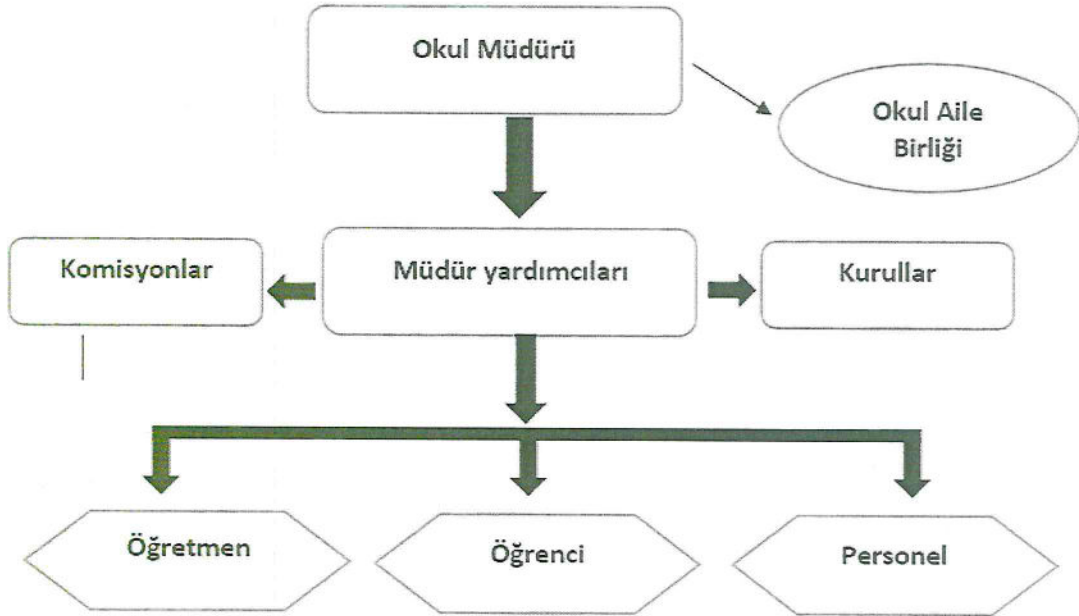 Okul Müdürü
Okul Aile
Birliği
Komisyonlar
Müdür yardımcıları
Kurullar
Öğretmen
Öğrenci
Personel